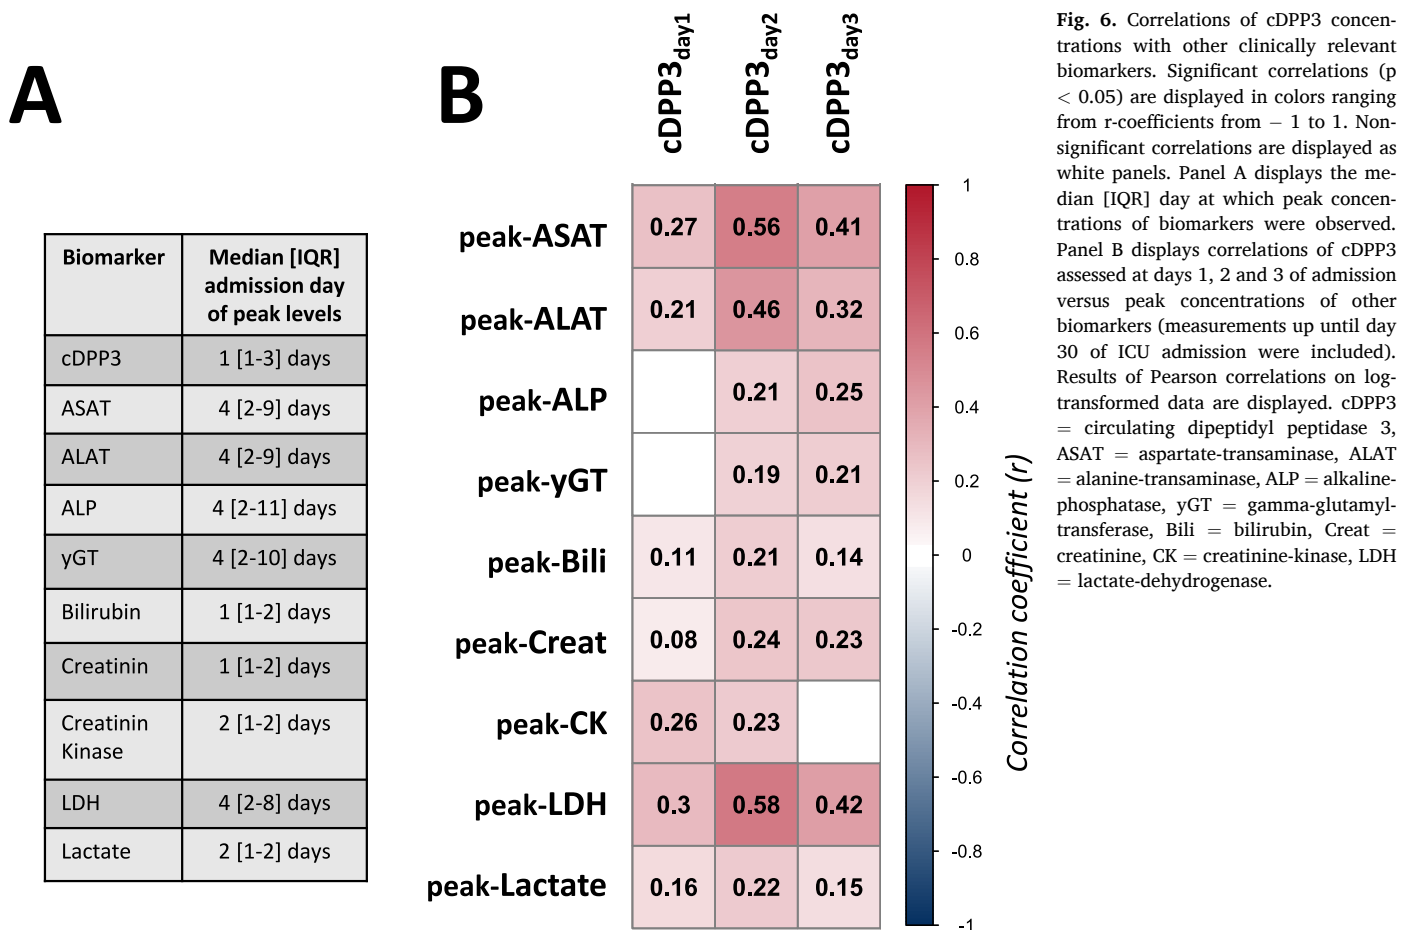 A
Biomarker Median [IQR]
admission day
of peak levels
cDPP3 1 [1-3] days
ASAT 4 [2-9] days
ALAT 4 [2-9] days
ALP 4 [2-11] days
yGT 4 [2-10] days
Bilirubin 1 [1-2] days
Creatinin 1 [1-2] days
Creatinin 2 [1-2] days
Kinase
LDH 4 [2-8] days
Lactate 2 [1-2] days
B
cDPP3day1 cDPP3day2 cDPP3day3
peak-ASAT 0.27 0.56 0.41
peak-ALAT 0.21 0.46 0.32
peak-ALP 0.21 0.25
peak-yGT 0.19 0.21
peak-Bili 0.11 0.21 0.14
peak-Creat 0.08 0.24 0.23
peak-CK 0.26 0.23
peak-LDH 0.3 0.58 0.42
peak-Lactate 0.16 0.22 0.15
1
0.8
0.6
0.4
0.2
0
-0.2
-0.4
-0.6
-0.8
-1
Correlation coefficient (r)
Fig. 6. Correlations of cDPP3 concen-
trations with other clinically relevant
biomarkers. Significant correlations (p
< 0.05) are displayed in colors ranging
from r-coefficients from − 1 to 1. Non-
significant correlations are displayed as
white panels. Panel A displays the me-
dian [IQR] day at which peak concen-
trations of biomarkers were observed.
Panel B displays correlations of cDPP3
assessed at days 1, 2 and 3 of admission
versus peak concentrations of other
biomarkers (measurements up until day
30 of ICU admission were included).
Results of Pearson correlations on log-
transformed data are displayed. cDPP3
= circulating dipeptidyl peptidase 3,
ASAT = aspartate-transaminase, ALAT
= alanine-transaminase, ALP = alkaline-
phosphatase, yGT = gamma-glutamyl-
transferase, Bili = bilirubin, Creat =
creatinine, CK = creatinine-kinase, LDH
= lactate-dehydrogenase.